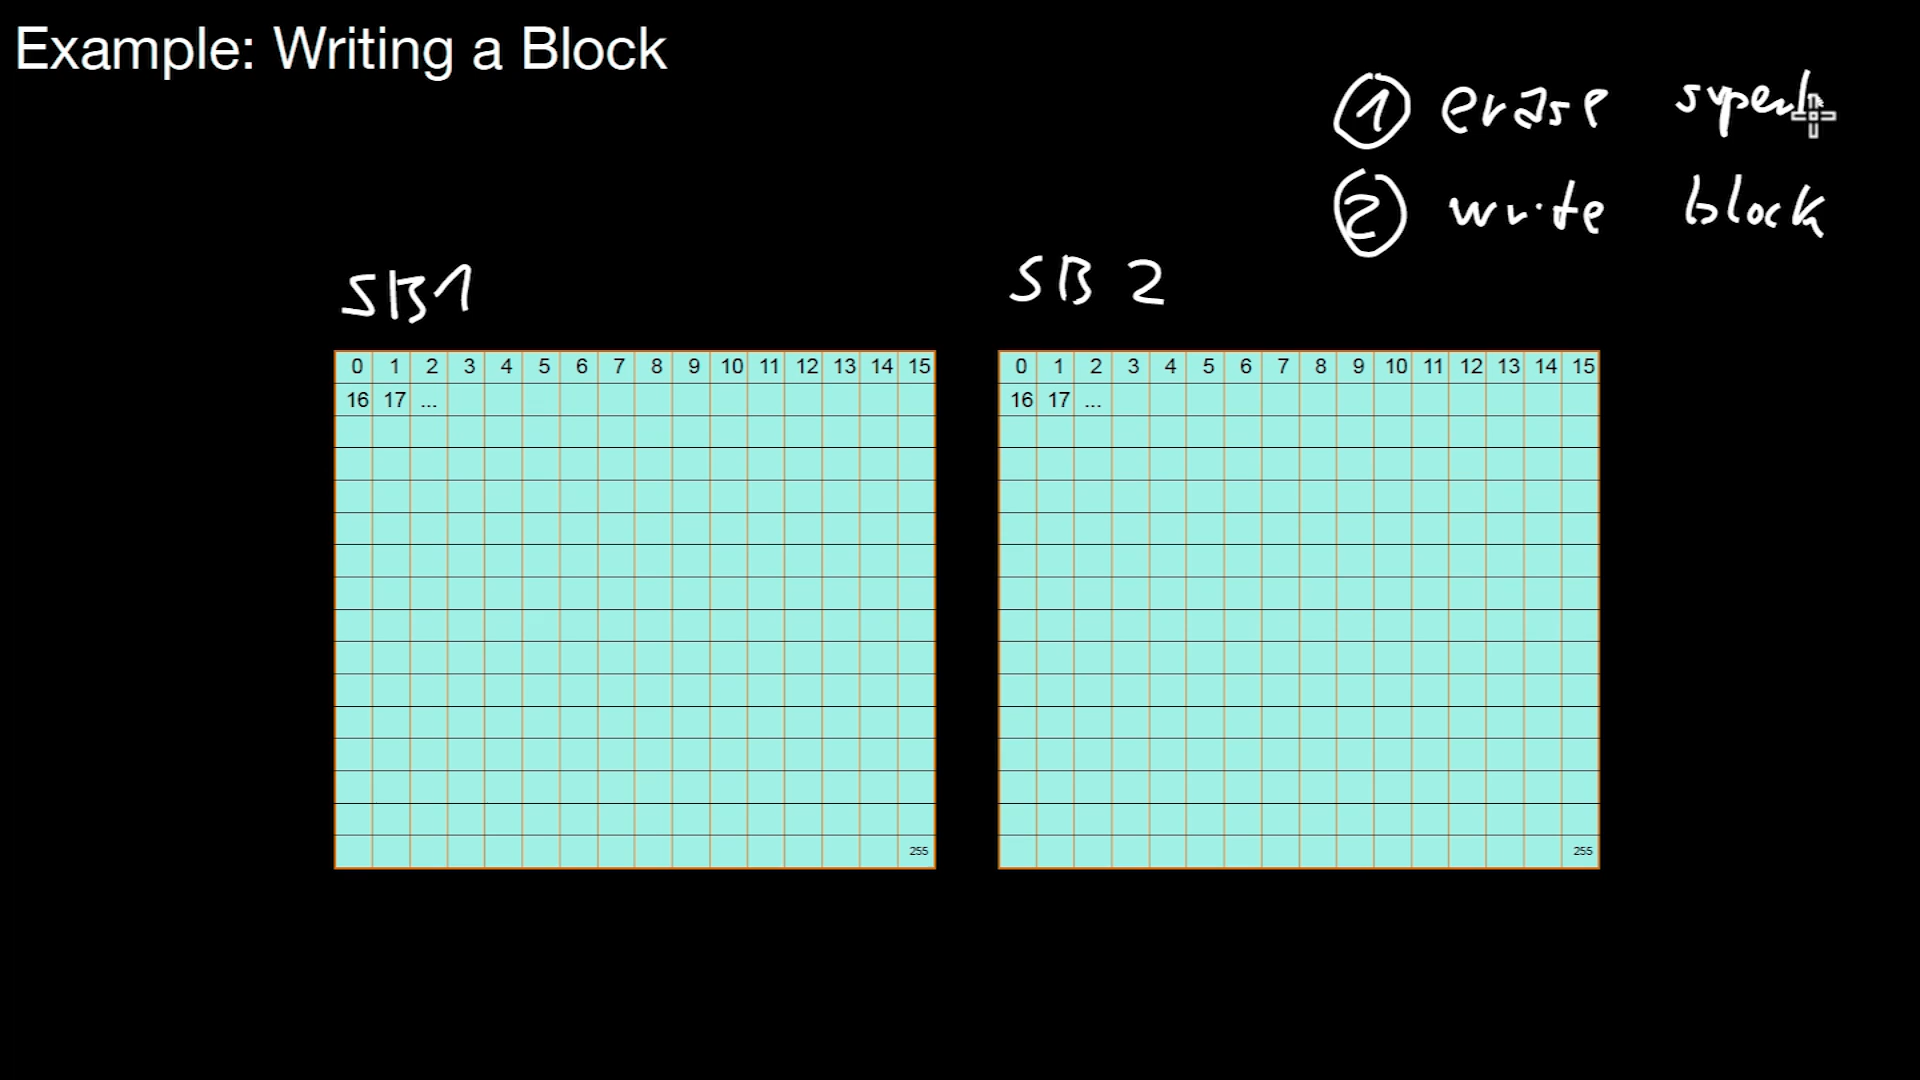 Example: Writing a Block
① erase
② write block
SB1
SB 2
0 1 2 3 4 5 6 7 8 9 10 11 12 13 14 15
16 17 ...
255
0 1 2 3 4 5 6 7 8 9 10 11 12 13 14 15
16 17 ...
255